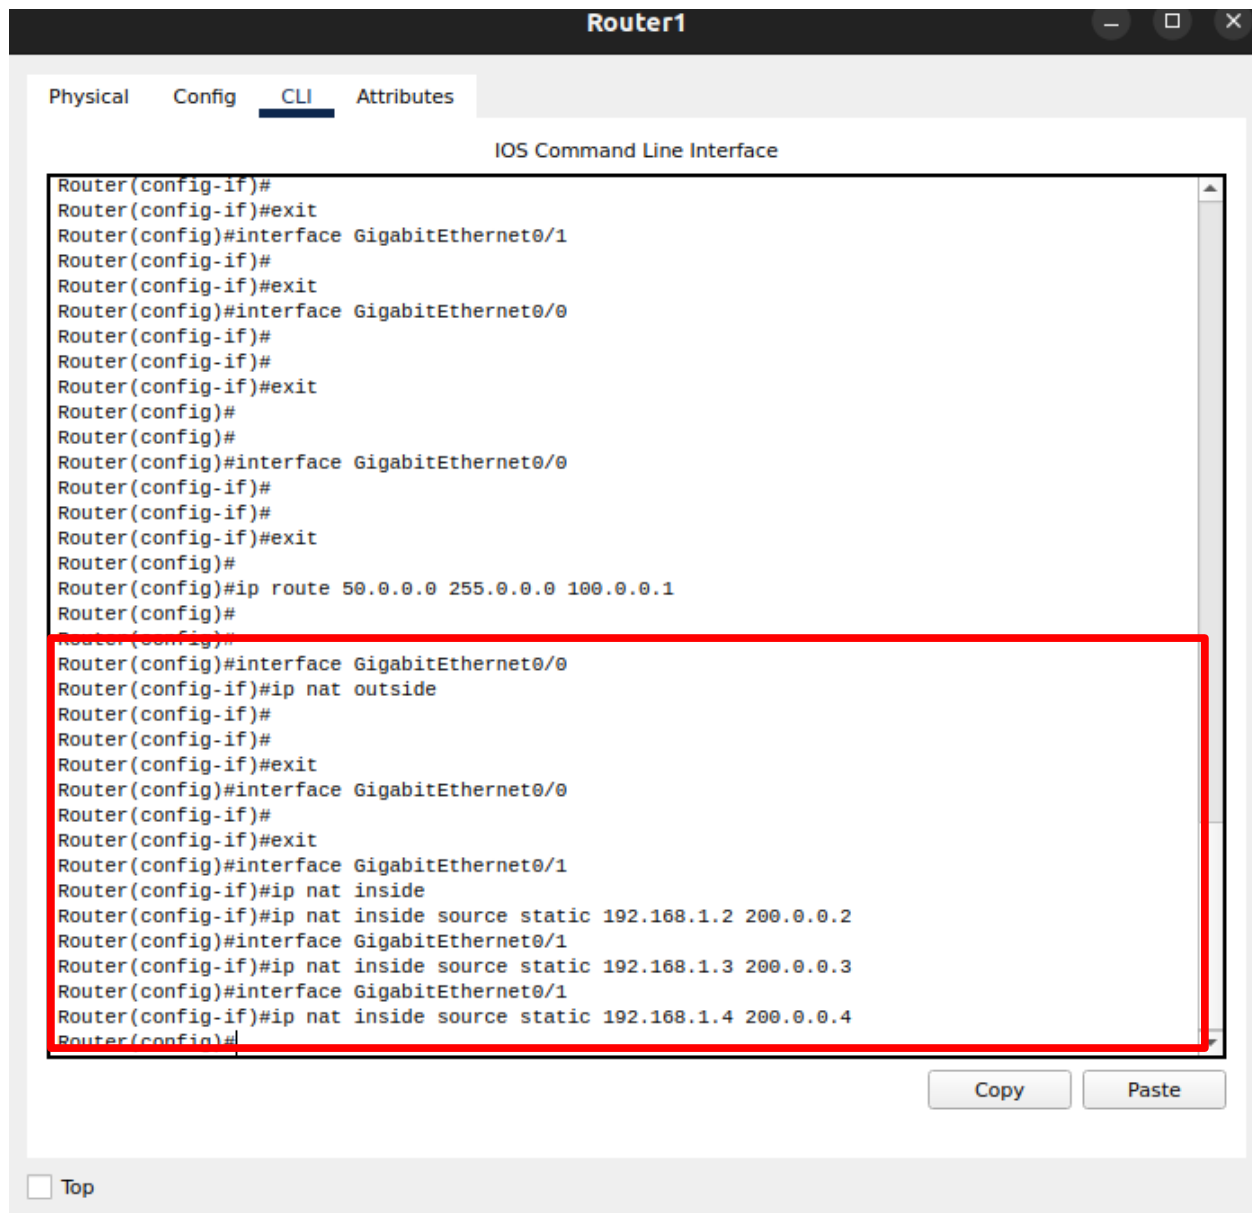 Router1
Physical Config CLI Attributes
IOS Command Line Interface
Router(config-if)#
Router(config-if)#exit
Router(config)#interface GigabitEthernet0/1
Router(config-if)#
Router(config-if)#exit
Router(config)#interface GigabitEthernet0/0
Router(config-if)#
Router(config-if)#
Router(config-if)#exit
Router(config)#
Router(config)#
Router(config)#interface GigabitEthernet0/0
Router(config-if)#
Router(config-if)#
Router(config-if)#exit
Router(config)#
Router(config)#ip route 50.0.0.0 255.0.0.0 100.0.0.1
Router(config)#
Router(config)#
Router(config)#interface GigabitEthernet0/0
Router(config-if)#ip nat outside
Router(config-if)#
Router(config-if)#
Router(config-if)#exit
Router(config)#interface GigabitEthernet0/0
Router(config-if)#
Router(config-if)#exit
Router(config)#interface GigabitEthernet0/1
Router(config-if)#ip nat inside
Router(config-if)#ip nat inside source static 192.168.1.2 200.0.0.2
Router(config)#interface GigabitEthernet0/1
Router(config-if)#ip nat inside source static 192.168.1.3 200.0.0.3
Router(config)#interface GigabitEthernet0/1
Router(config-if)#ip nat inside source static 192.168.1.4 200.0.0.4
Router(config)#
Copy Paste
Top